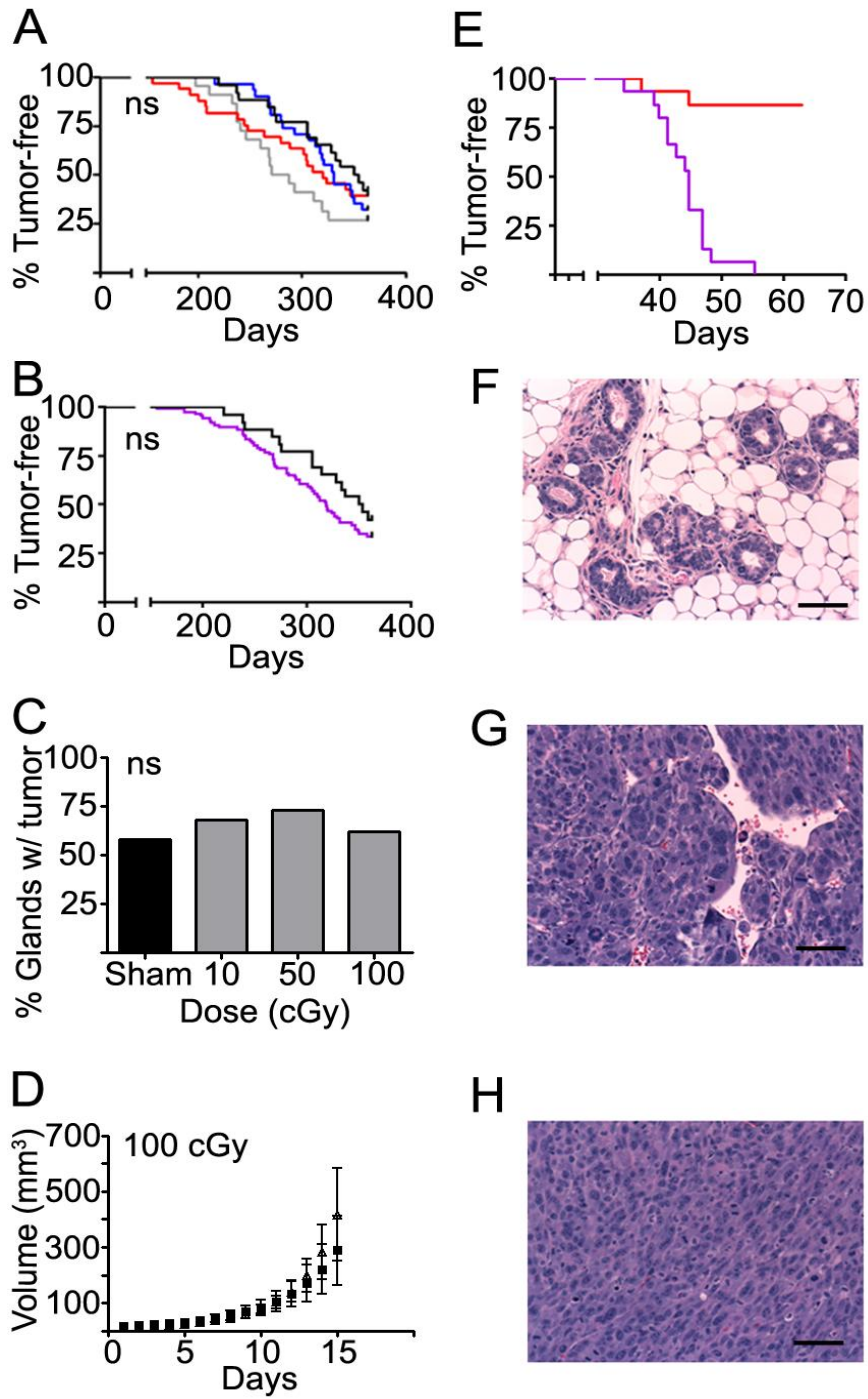 A
% Tumor-free
100
75
50
25
ns
0
200
300
400
Days
B
% Tumor-free
100
75
50
25
ns
0
200
300
400
Days
C
% Glands w/ tumor
100
75
50
25
ns
Sham 10 50 100
Dose (cGy)
D
Volume (mm³)
700
500
300
100
100 cGy
0 5 10 15
Days
E
% Tumor-free
100
75
50
25
40 50 60 70
Days
F
G
H